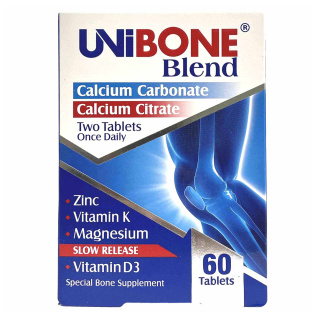 UNiBONE®
Blend
Calcium Carbonate
Calcium Citrate
Two Tablets
Once Daily
• Zinc
• Vitamin K
• Magnesium
SLOW RELEASE
• Vitamin D3
Special Bone Supplement
60
Tablets